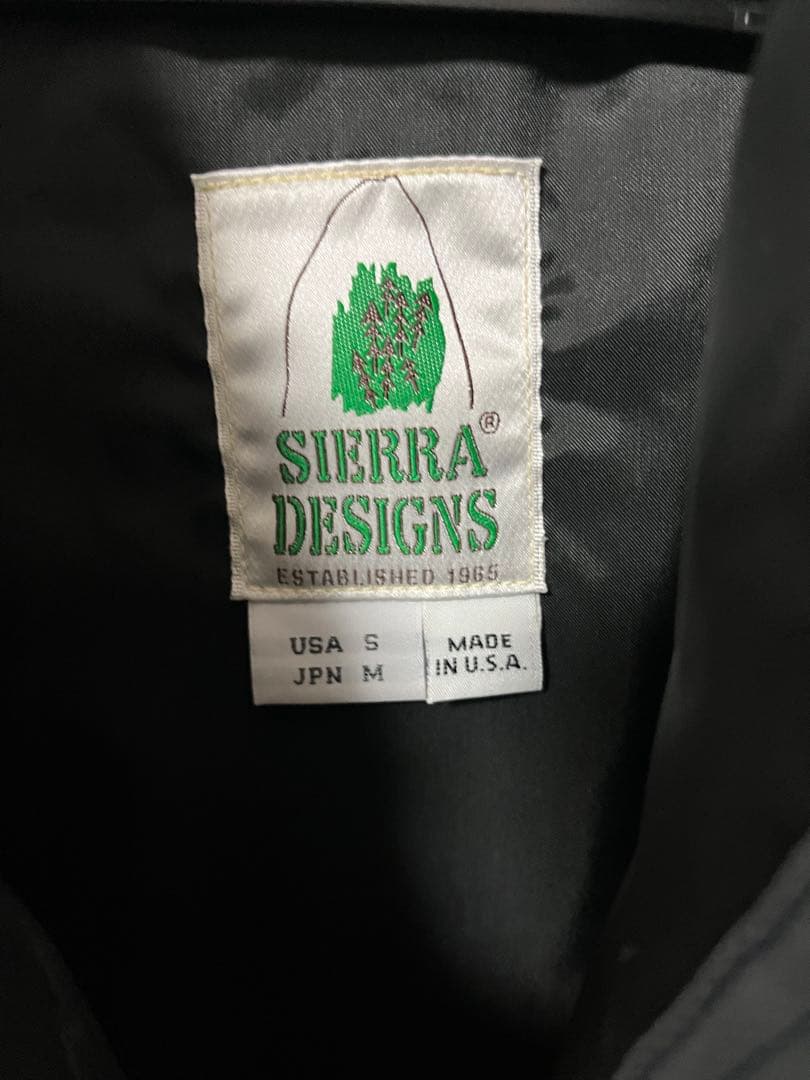 SIERRA®
DESIGNS
ESTABLISHED 1965
USA S
JPN M
MADE
IN U.S.A.